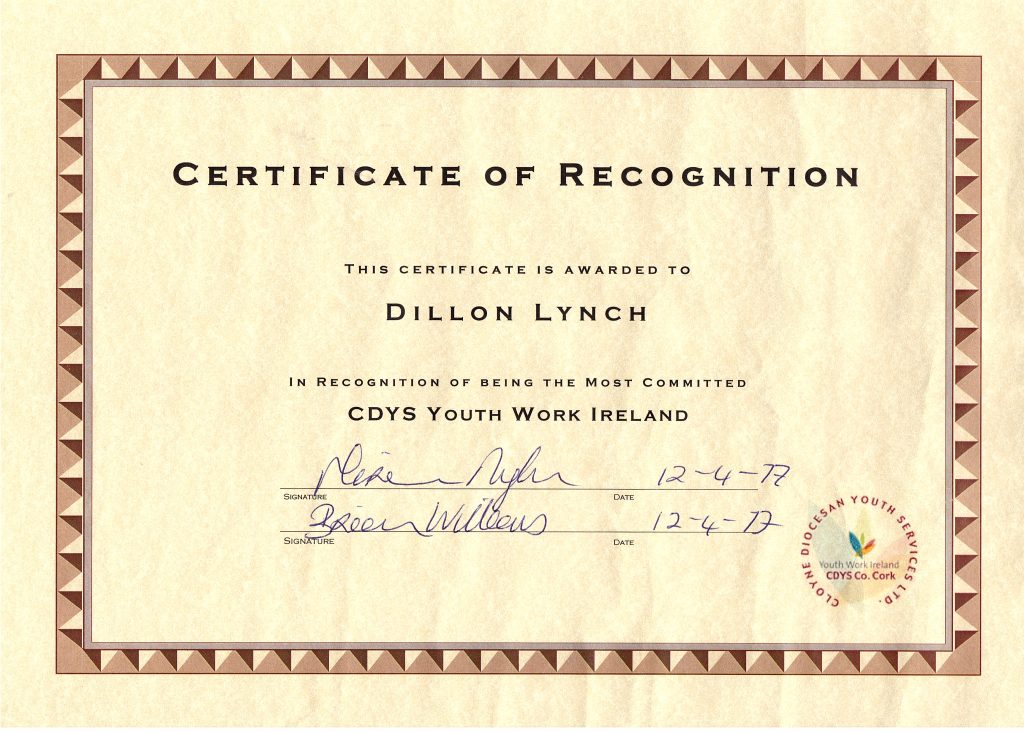 CERTIFICATE OF RECOGNITION
THIS CERTIFICATE IS AWARDED TO
DILLON LYNCH
IN RECOGNITION OF BEING THE MOST COMMITTED
CDYS YOUTH WORK IRELAND
12-4-17
SIGNATURE DATE
Williams 12-4-17
SIGNATURE DATE
CLOYNE DIOCESAN YOUTH SERVICES LTD.
Youth Work Ireland
CDYS Co. Cork